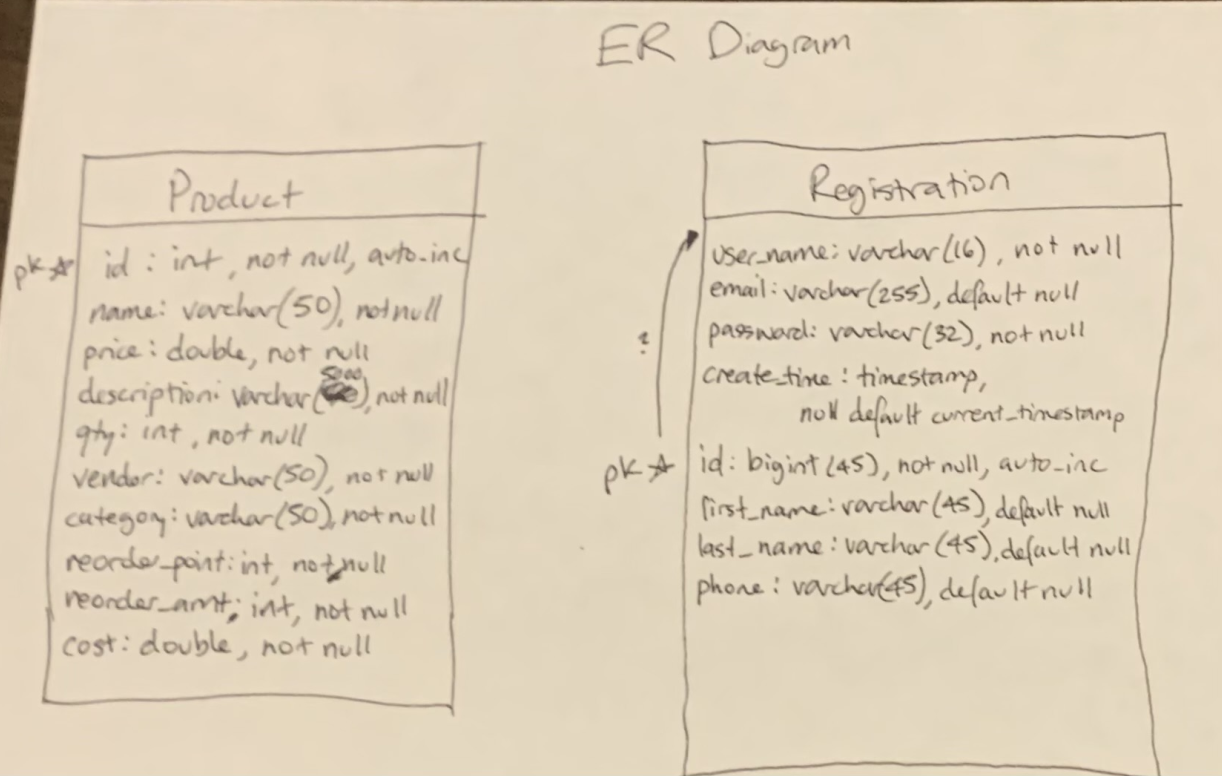 ER Diagram
Product
pk ☆ id : int, not null, auto_inc
name: varchar(50), not null
price: double, not null
description: varchar(5000), not null
qty: int, not null
vendor: varchar(50), not null
category: varchar(50), not null
reorder_point: int, not null
reorder_amt; int, not null
cost: double, not null
Registration
user_name: varchar(16), not null
email: varchar(255), default null
password: varchar(32), not null
?
create_time: timestamp,
null default current_timestamp
pk ☆ id: bigint(45), not null, auto_inc
first_name: varchar(45), default null
last_name: varchar(45), default null
phone: varchar(45), default null